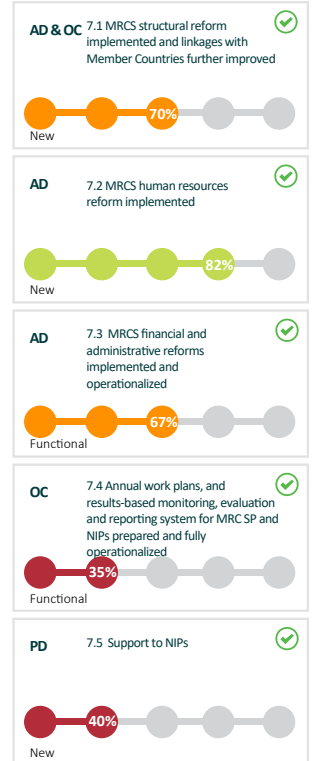 AD & OC 7.1 MRCS structural reform
implemented and linkages with
Member Countries further improved
70%
New
AD 7.2 MRCS human resources
reform implemented
82%
New
AD 7.3 MRCS financial and
administrative reforms
implemented and
operationalized
67%
Functional
OC 7.4 Annual work plans, and
results-based monitoring, evaluation
and reporting system for MRC SP and
NIPs prepared and fully
operationalized
35%
Functional
PD 7.5 Support to NIPs
40%
New